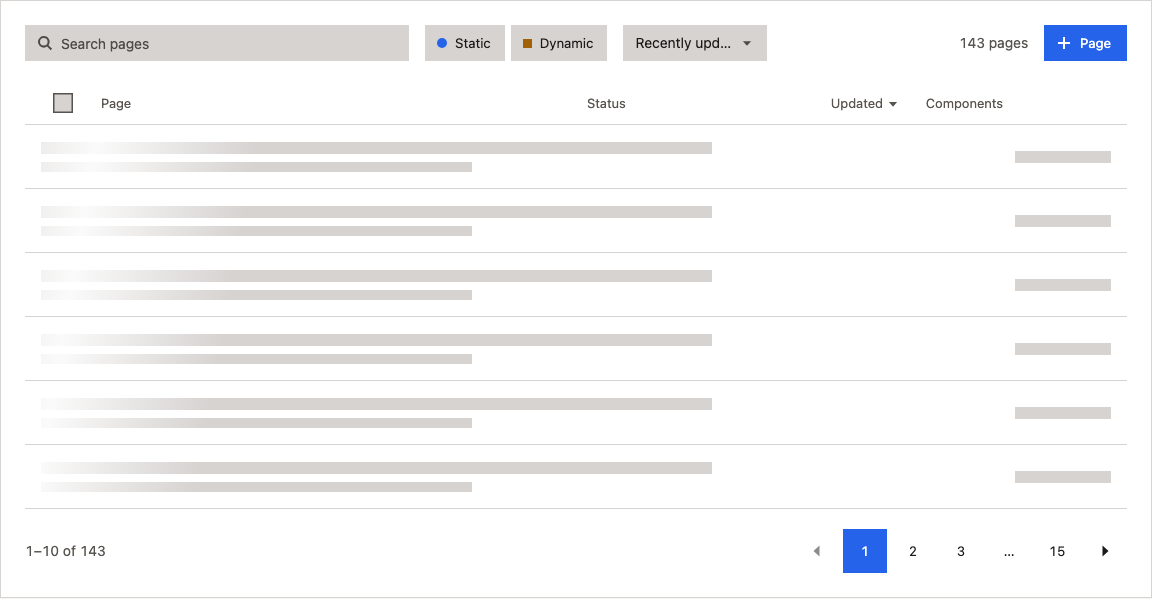 Search pages
Static
Dynamic
Recently upd...
143 pages
+ Page
Page
Status
Updated
Components
1–10 of 143
1
2
3
...
15